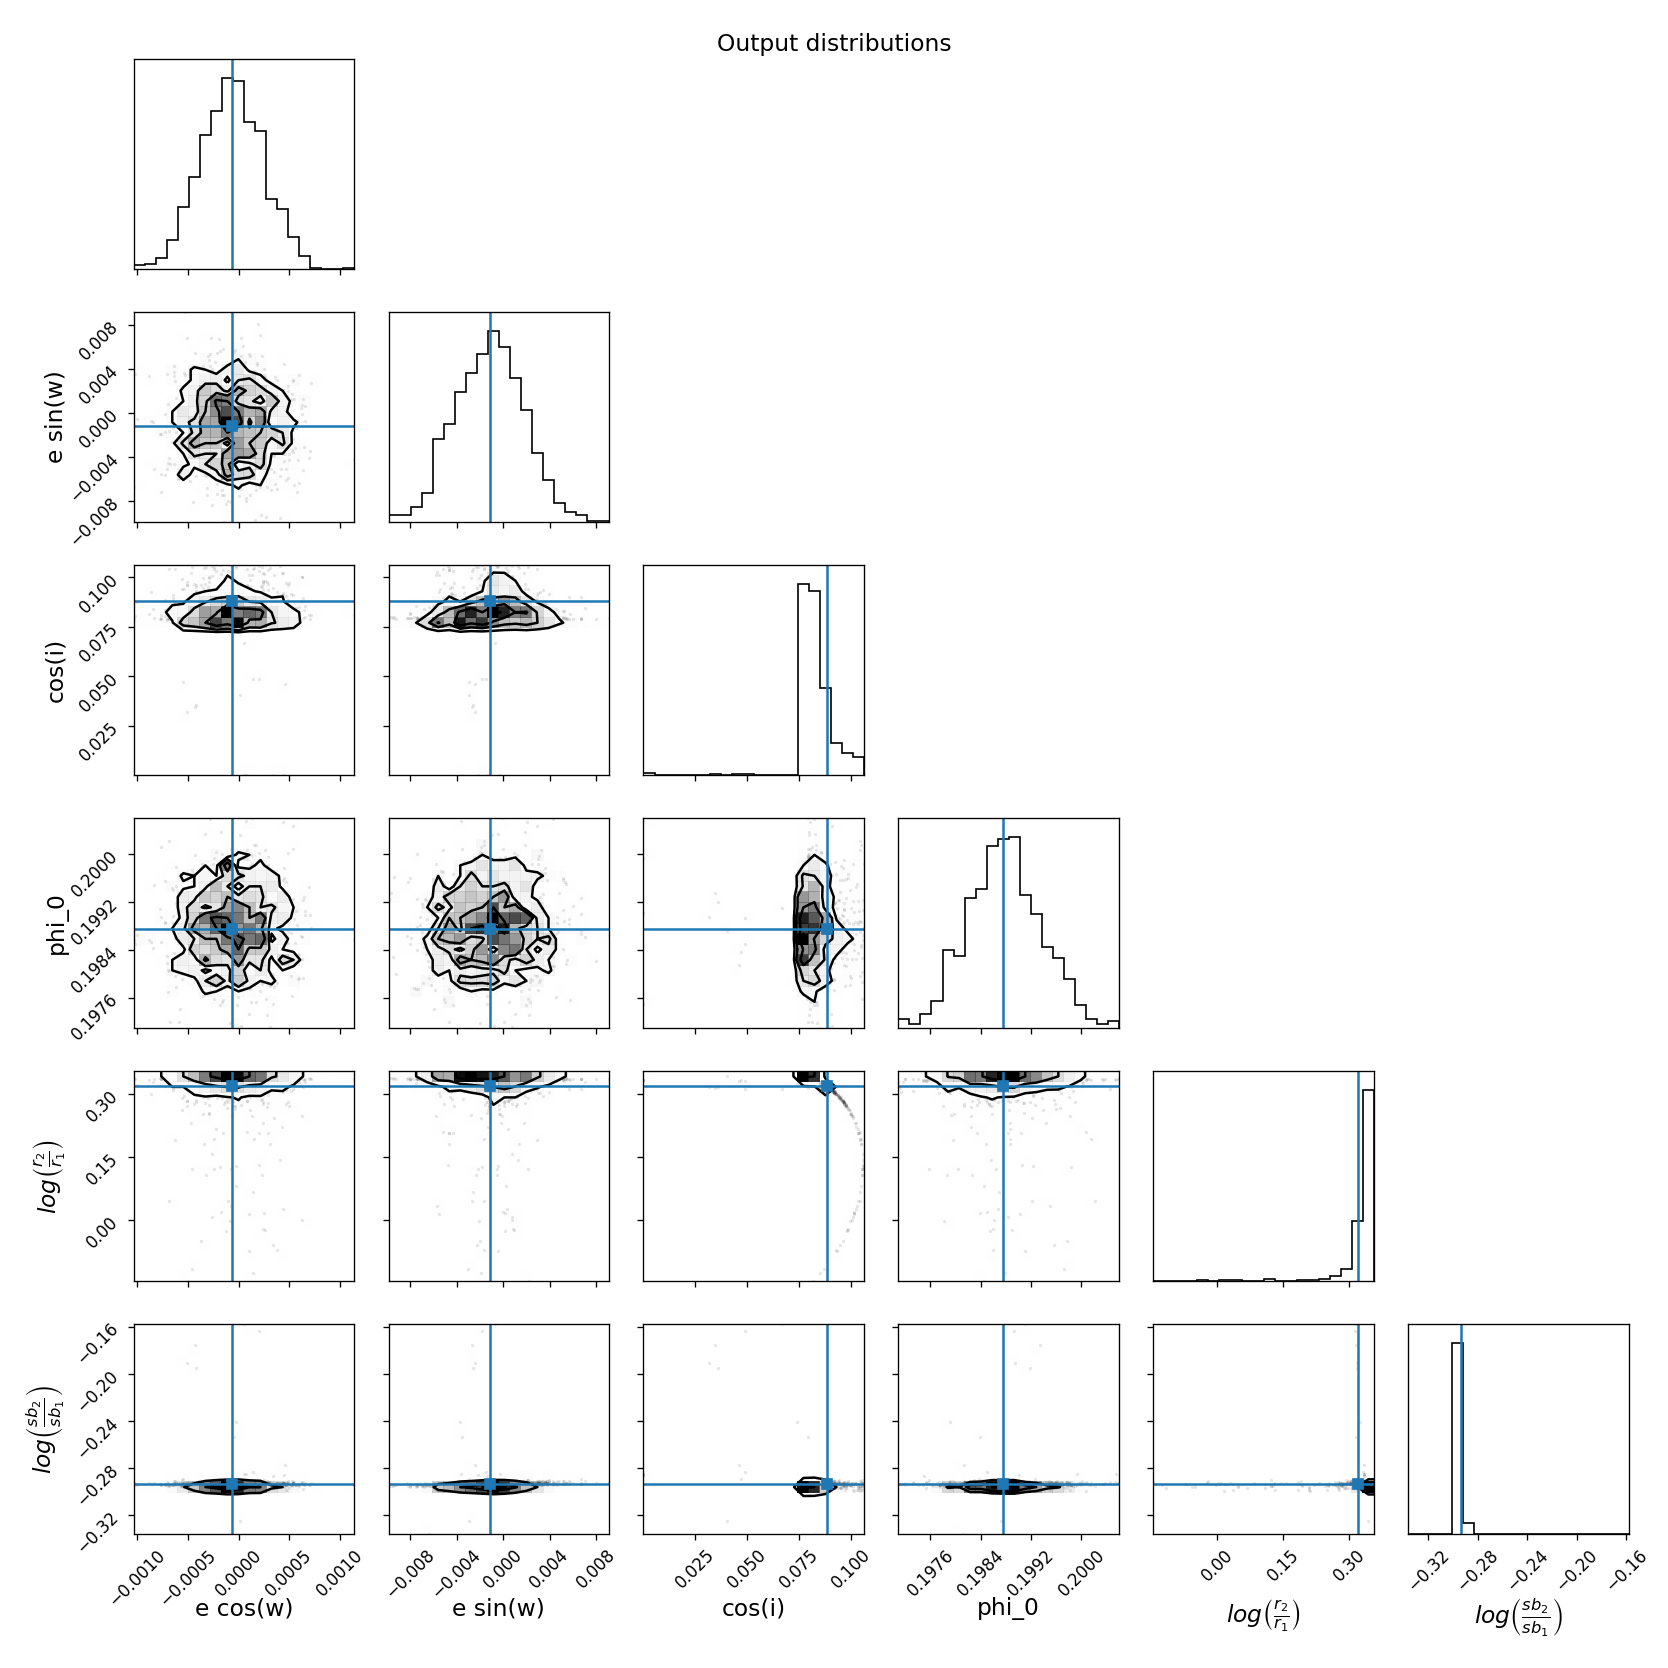 Output distributions
0.008
0.004
0.000
−0.004
−0.008
e sin(w)
0.100
0.075
0.050
0.025
cos(i)
0.2000
0.1992
0.1984
0.1976
phi_0
0.30
0.15
0.00
log(r2/r1)
−0.16
−0.20
−0.24
−0.28
−0.32
log(sb2/sb1)
−0.0010 −0.0005 0.0000 0.0005 0.0010
e cos(w)
−0.008 −0.004 0.000 0.004 0.008
e sin(w)
0.025 0.050 0.075 0.100
cos(i)
0.1976 0.1984 0.1992 0.2000
phi_0
0.00 0.15 0.30
log(r2/r1)
−0.32 −0.28 −0.24 −0.20 −0.16
log(sb2/sb1)